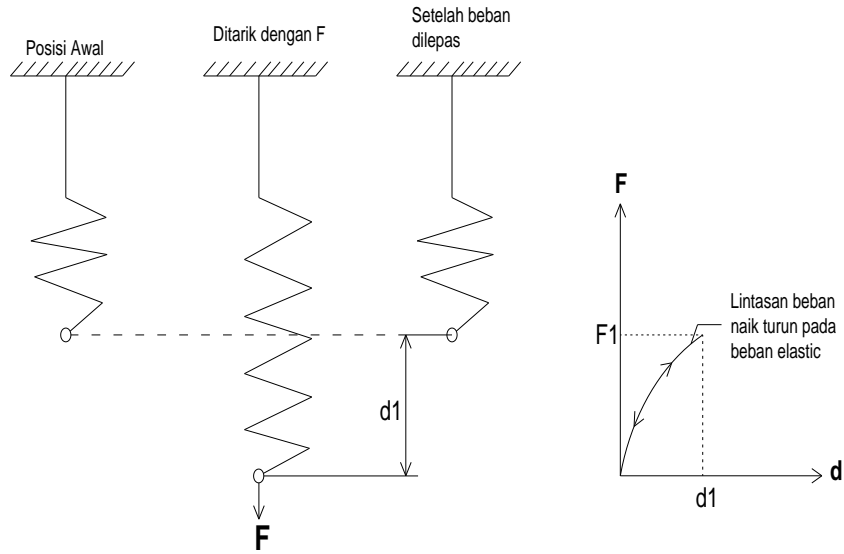 Posisi Awal
Ditarik dengan F
Setelah beban
dilepas
d1
F
F
F1
Lintasan beban
naik turun pada
beban elastic
d
d1